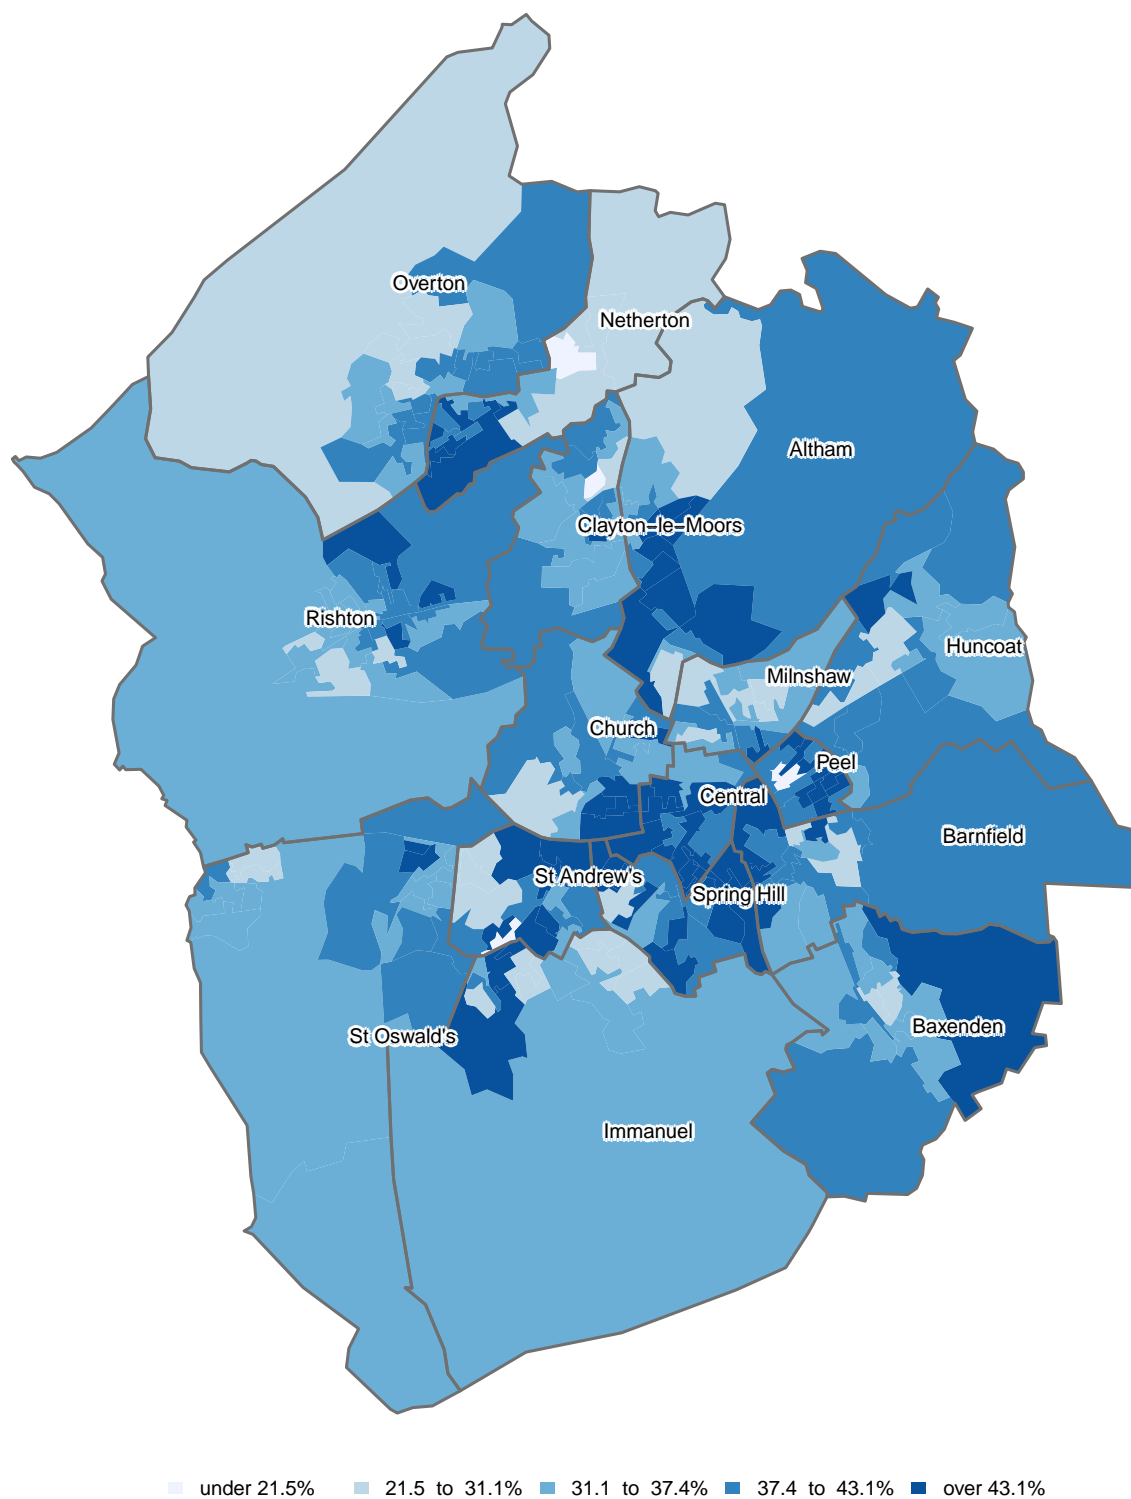 Overton
Netherton
Altham
Clayton–le–Moors
Rishton
Huncoat
Milnshaw
Church
Peel
Central
Barnfield
St Andrew's
Spring Hill
Baxenden
St Oswald's
Immanuel
under 21.5% 21.5 to 31.1% 31.1 to 37.4% 37.4 to 43.1% over 43.1%